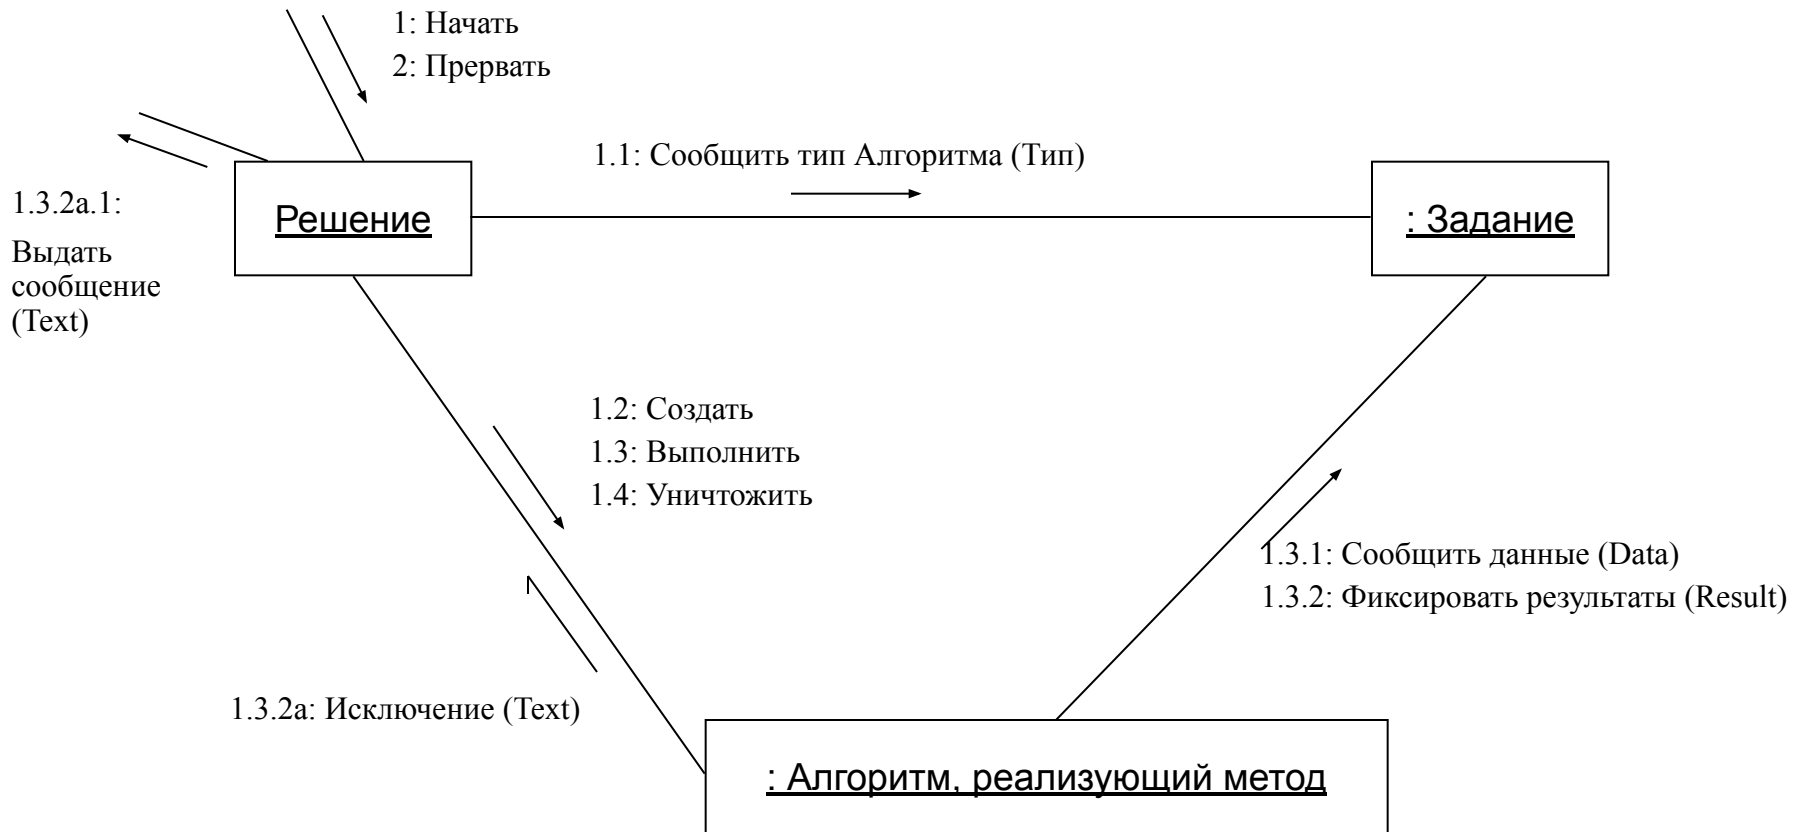 1: Начать
2: Прервать
1.1: Сообщить тип Алгоритма (Тип)
1.3.2а.1:
Выдать
сообщение
(Text)
Решение
: Задание
1.2: Создать
1.3: Выполнить
1.4: Уничтожить
1.3.1: Сообщить данные (Data)
1.3.2: Фиксировать результаты (Result)
1.3.2а: Исключение (Text)
: Алгоритм, реализующий метод